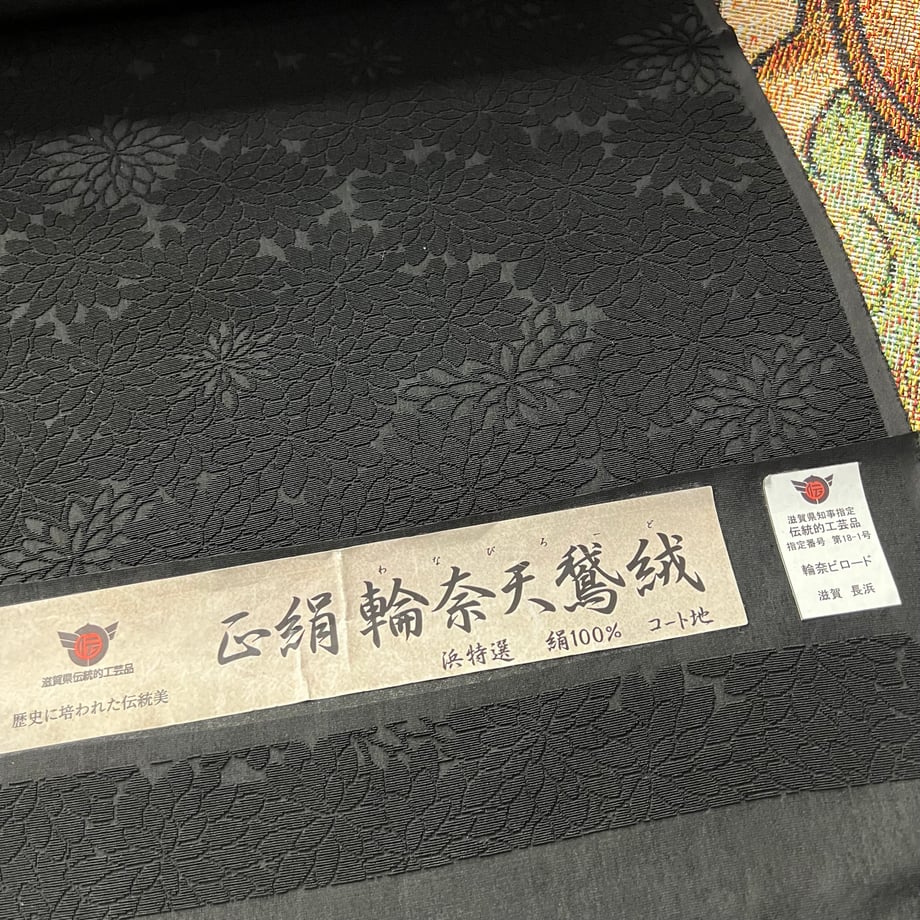 伝
滋賀県伝統的工芸品
歴史に培われた伝統美
わなびろーど
正絹 輪奈天鵞絨
浜特選 絹100% コート地
伝
滋賀県知事指定
伝統的工芸品
指定番号 第18-1号
輪奈ビロード
滋賀 長浜